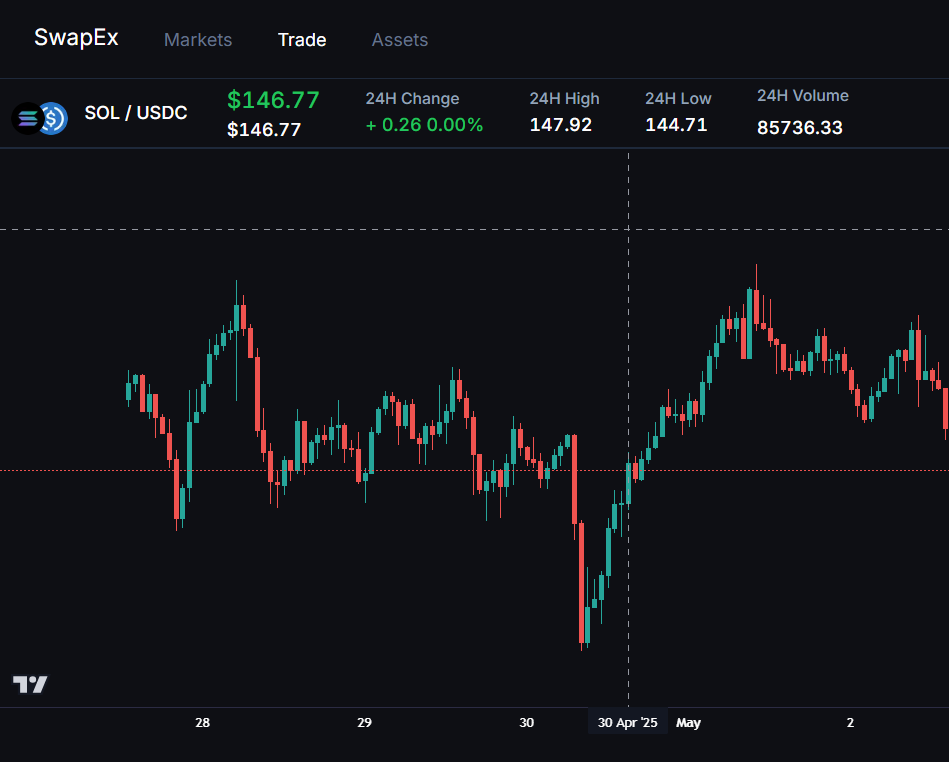 SwapEx Markets Trade Assets
SOL / USDC
$146.77
$146.77
24H Change
+ 0.26 0.00%
24H High
147.92
24H Low
144.71
24H Volume
85736.33
28 29 30 30 Apr '25 May 2